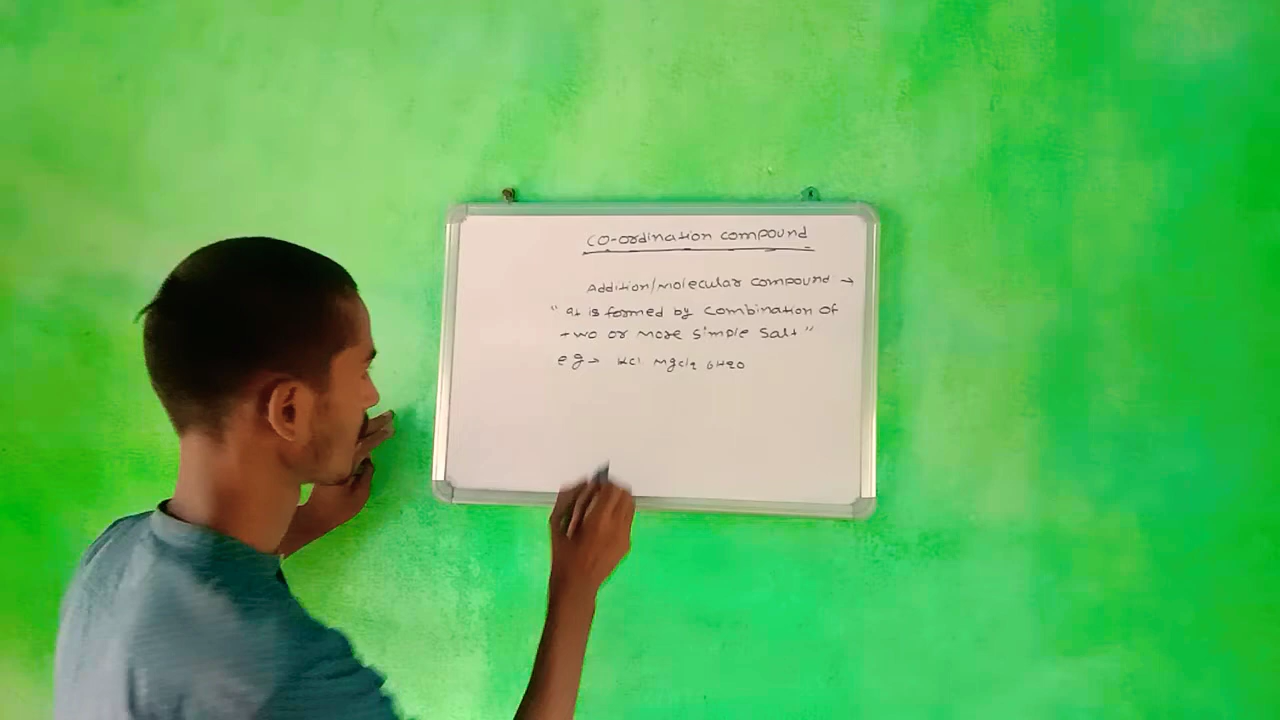 CO-ordination compound
Addition/molecular compound →
"It is formed by combination of
two or more simple salt"
eg → KCl MgCl2 6H2O